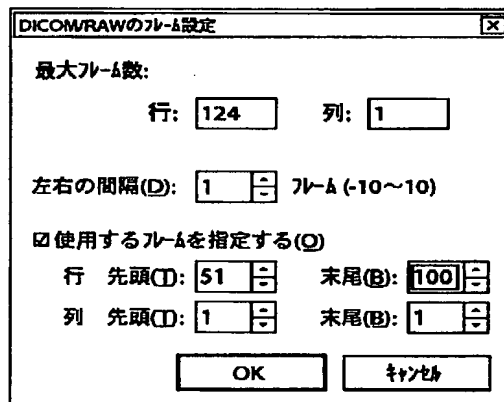 DICOM/RAWのﾌﾚｰﾑ設定
最大ﾌﾚｰﾑ数:
行: 124 列: 1
左右の間隔(D): 1 ﾌﾚｰﾑ (-10～10)
☑使用するﾌﾚｰﾑを指定する(O)
行 先頭(T): 51 末尾(B): 100
列 先頭(T): 1 末尾(B): 1
OK ｷｬﾝｾﾙ